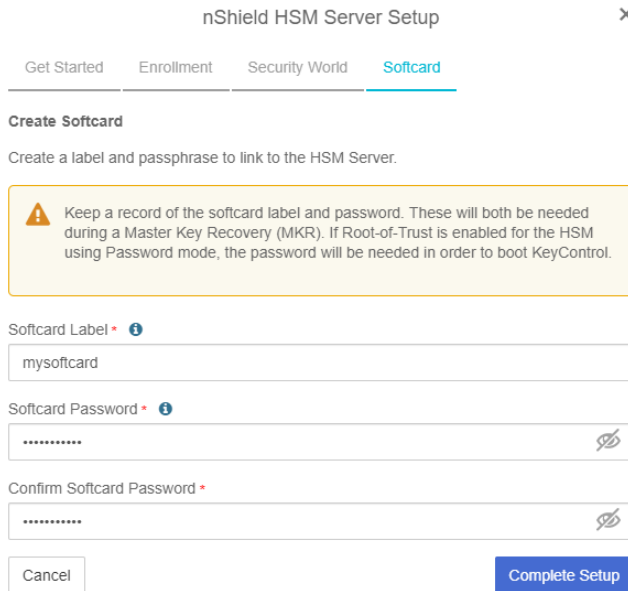 nShield HSM Server Setup
Get Started Enrollment Security World Softcard
Create Softcard
Create a label and passphrase to link to the HSM Server.
Keep a record of the softcard label and password. These will both be needed
during a Master Key Recovery (MKR). If Root-of-Trust is enabled for the HSM
using Password mode, the password will be needed in order to boot KeyControl.
Softcard Label *
mysoftcard
Softcard Password *
•••••••••••
Confirm Softcard Password *
•••••••••••
Cancel Complete Setup